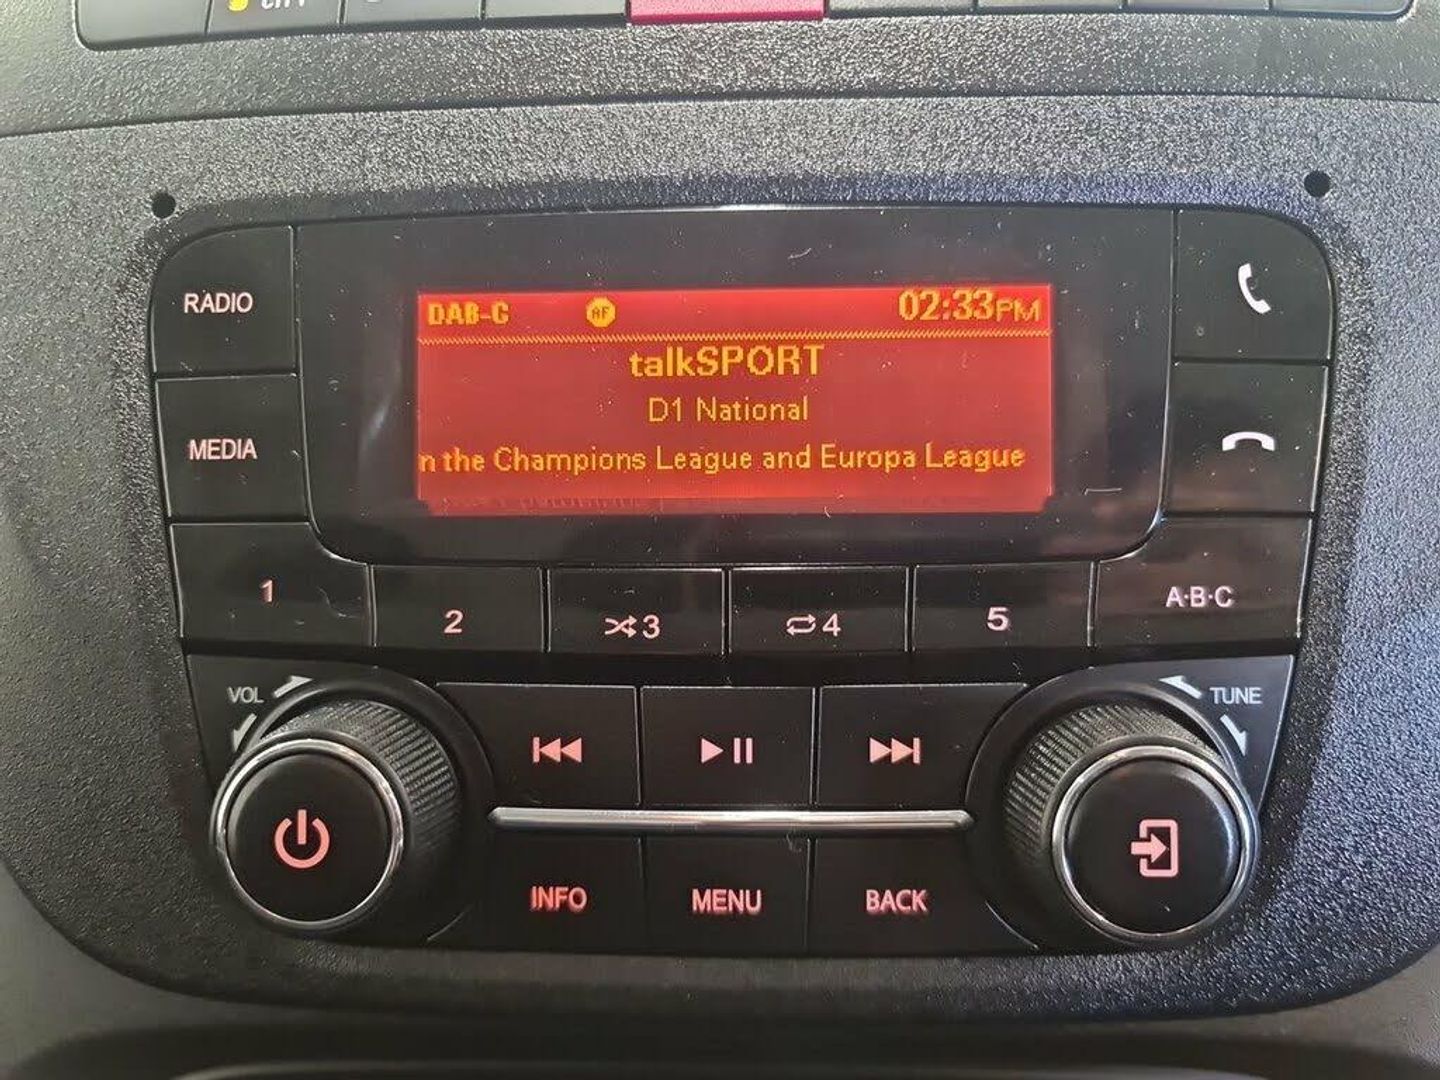 CITY
DAB-C AF 02:33PM
talkSPORT
D1 National
n the Champions League and Europa League
RADIO
MEDIA
1 2 3 4 5 A·B·C
VOL TUNE
INFO MENU BACK